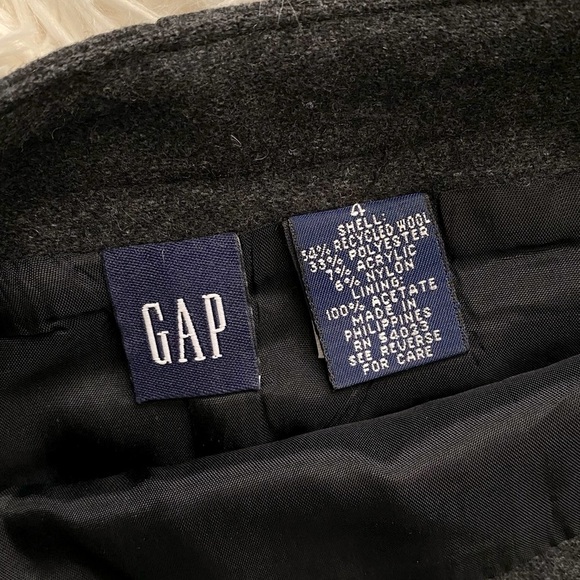 GAP
4
SHELL:
54% RECYCLED WOOL
33% POLYESTER
7% ACRYLIC
6% NYLON
LINING:
100% ACETATE
MADE IN
PHILIPPINES
RN 54023
SEE REVERSE
FOR CARE